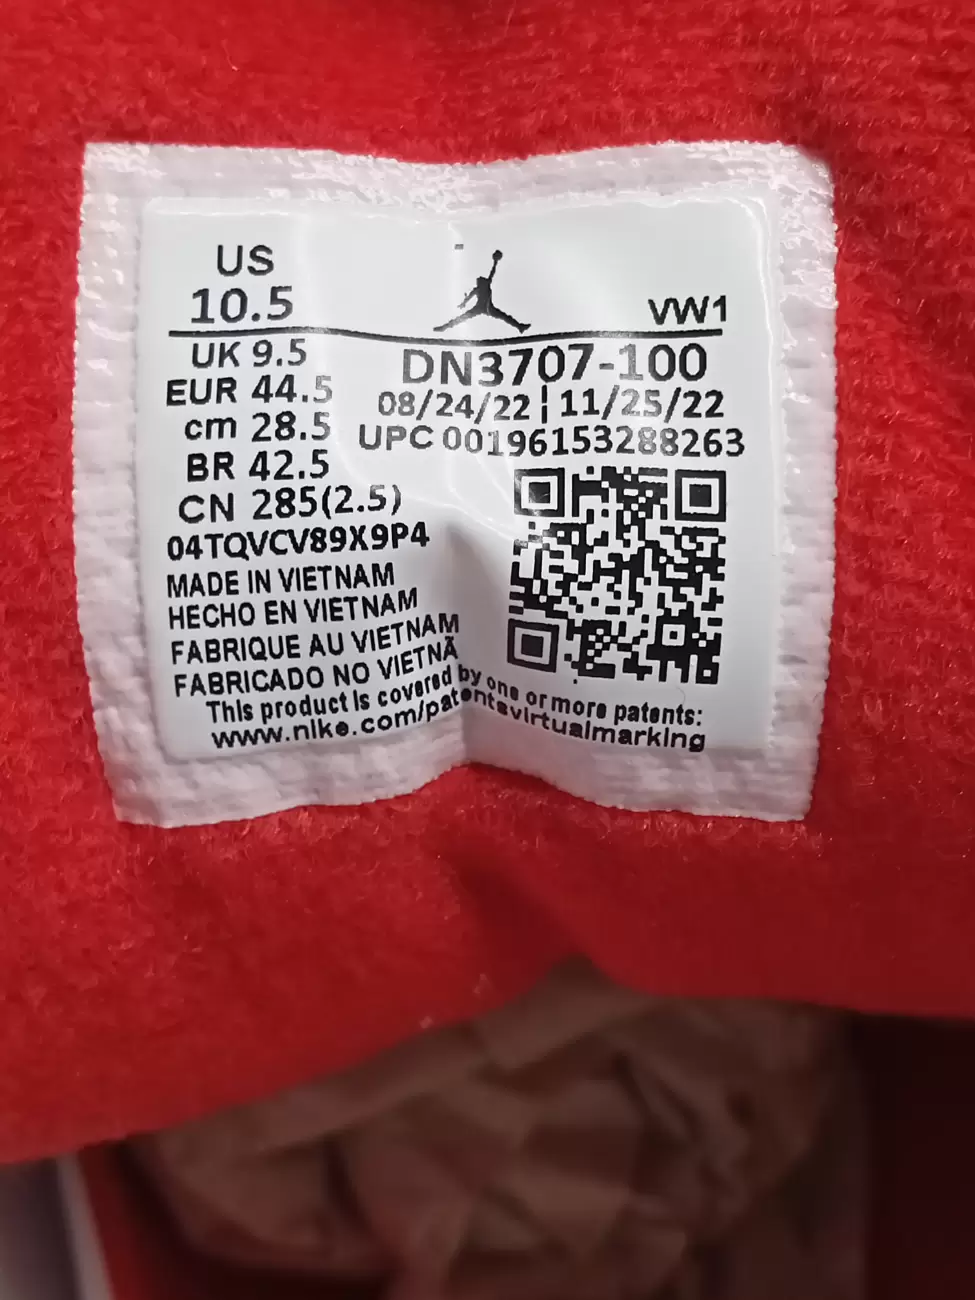 US
10.5
VW1
UK 9.5
EUR 44.5
cm 28.5
BR 42.5
CN 285(2.5)
DN3707-100
08/24/22 ¦ 11/25/22
UPC 00196153288263
04TQVCV89X9P4
MADE IN VIETNAM
HECHO EN VIETNAM
FABRIQUE AU VIETNAM
FABRICADO NO VIETNÃ
This product is covered by one or more patents:
www.nike.com/patentsvirtualmarking